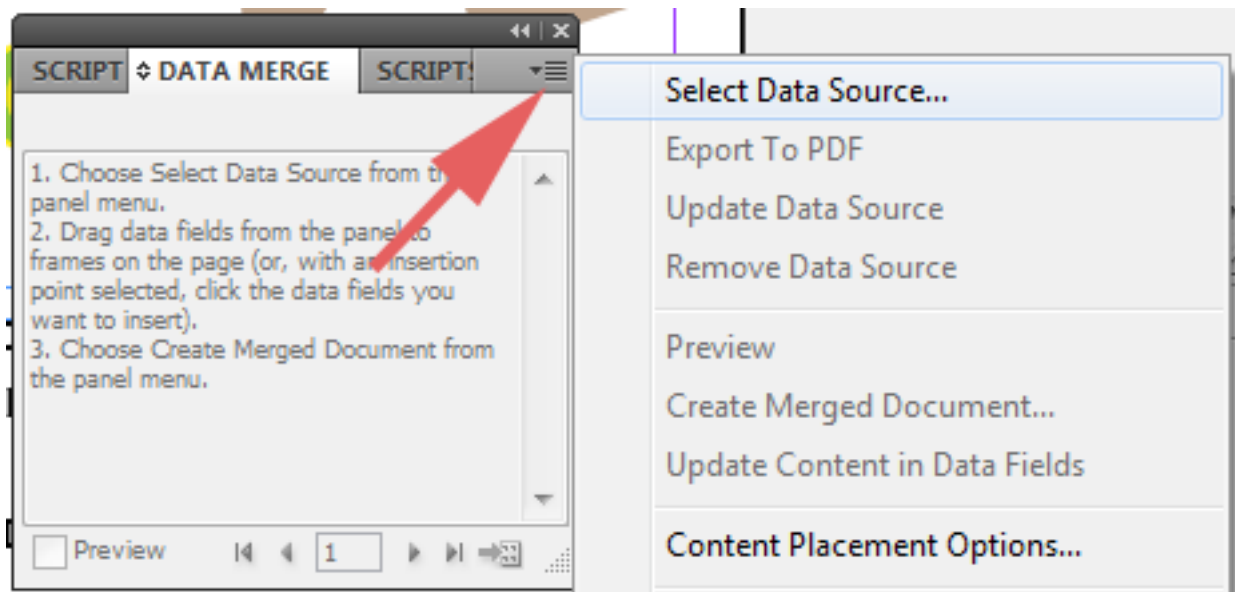 SCRIPT DATA MERGE SCRIPTS
1. Choose Select Data Source from the
panel menu.
2. Drag data fields from the panel to
frames on the page (or, with an insertion
point selected, click the data fields you
want to insert).
3. Choose Create Merged Document from
the panel menu.
Preview 1
Select Data Source...
Export To PDF
Update Data Source
Remove Data Source
Preview
Create Merged Document...
Update Content in Data Fields
Content Placement Options...